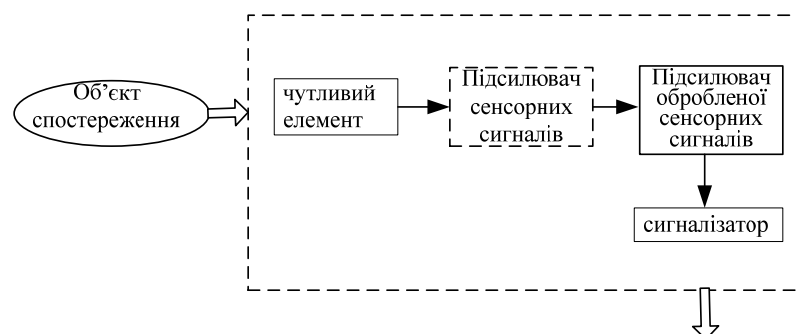 Об’єкт
спостереження
чутливий
елемент
Підсилювач
сенсорних
сигналів
Підсилювач
обробленої
сенсорних
сигналів
сигналізатор